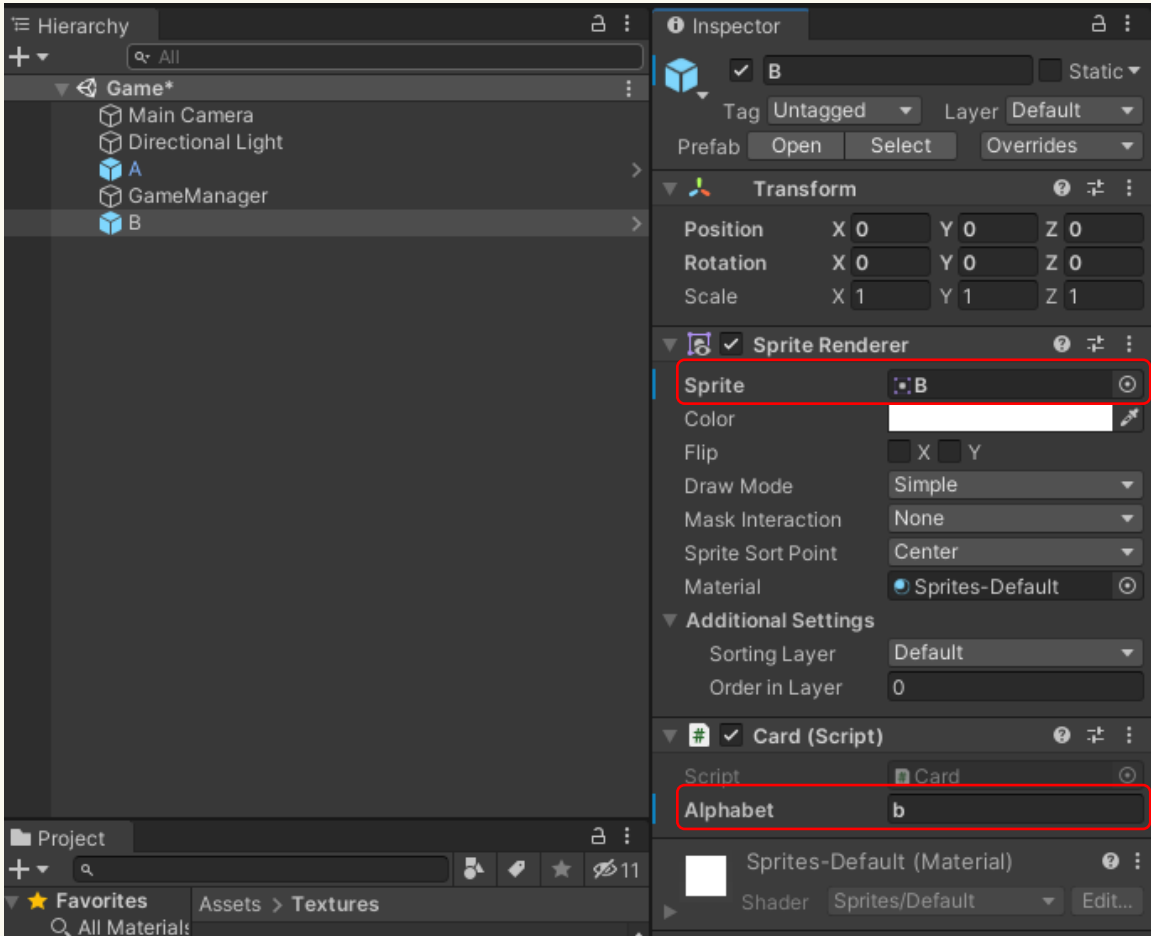 Hierarchy
All
Game*
Main Camera
Directional Light
A
GameManager
B
Inspector
B
Static
Tag Untagged Layer Default
Prefab Open Select Overrides
Transform
Position X 0 Y 0 Z 0
Rotation X 0 Y 0 Z 0
Scale X 1 Y 1 Z 1
Sprite Renderer
Sprite B
Color
Flip X Y
Draw Mode Simple
Mask Interaction None
Sprite Sort Point Center
Material Sprites-Default
Additional Settings
Sorting Layer Default
Order in Layer 0
# Card (Script)
Script Card
Alphabet b
Sprites-Default (Material)
Shader Sprites/Default Edit...
Project
11
Favorites
All Materials
Assets > Textures